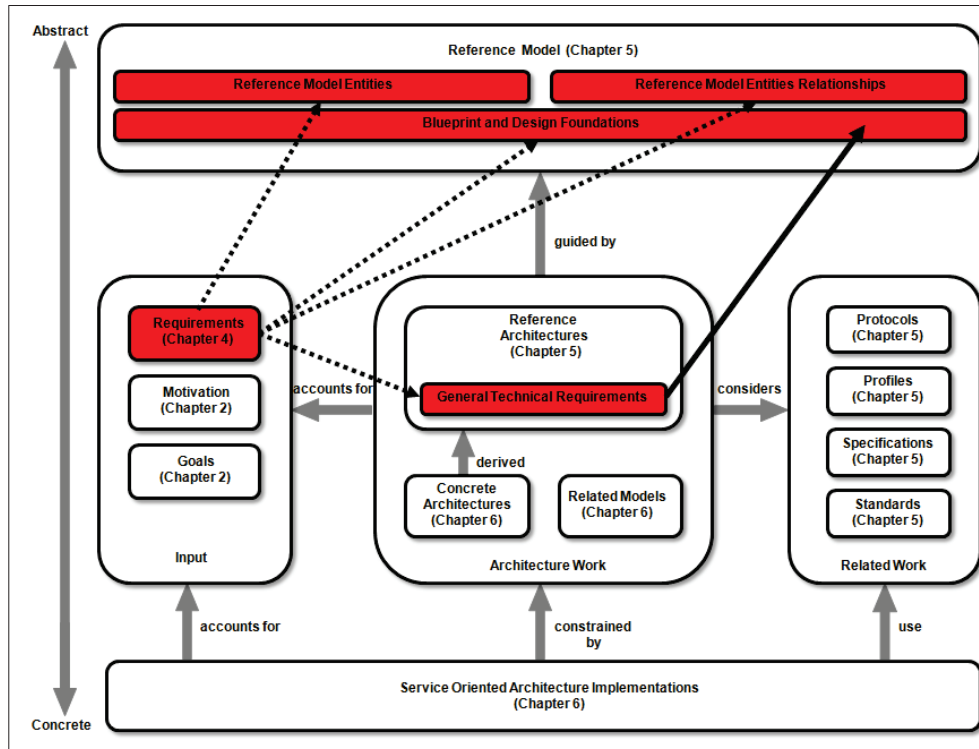 Abstract
Reference Model (Chapter 5)
Reference Model Entities
Reference Model Entities Relationships
Blueprint and Design Foundations
guided by
Requirements
(Chapter 4)
Motivation
(Chapter 2)
Goals
(Chapter 2)
Input
accounts for
Reference
Architectures
(Chapter 5)
General Technical Requirements
derived
Concrete
Architectures
(Chapter 6)
Related Models
(Chapter 6)
Architecture Work
considers
Protocols
(Chapter 5)
Profiles
(Chapter 5)
Specifications
(Chapter 5)
Standards
(Chapter 5)
Related Work
accounts for
constrained
by
use
Service Oriented Architecture Implementations
(Chapter 6)
Concrete